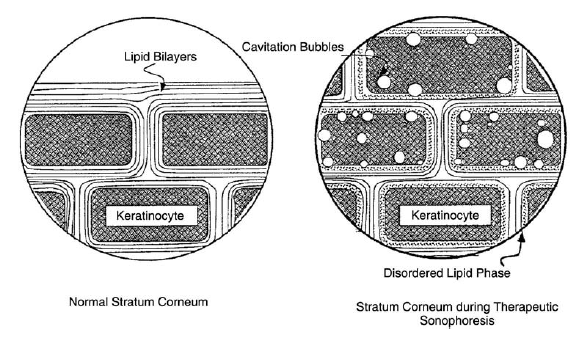 Lipid Bilayers
Cavitation Bubbles
Keratinocyte
Keratinocyte
Disordered Lipid Phase
Normal Stratum Corneum
Stratum Corneum during Therapeutic
Sonophoresis